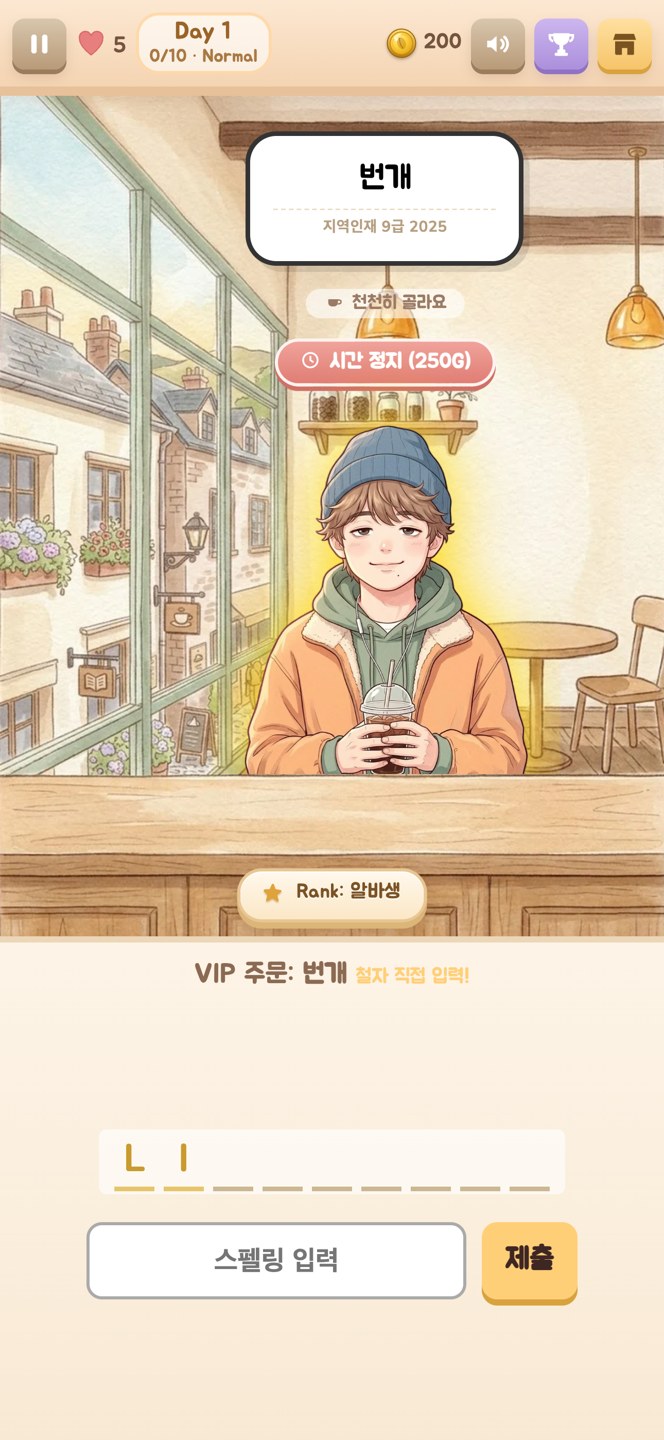 5
Day 1
0/10 · Normal
200
번개
지역인재 9급 2025
천천히 골라요
시간 정지 (250G)
Rank: 알바생
VIP 주문: 번개 철자 직접 입력!
L I _ _ _ _ _ _ _
스펠링 입력
제출